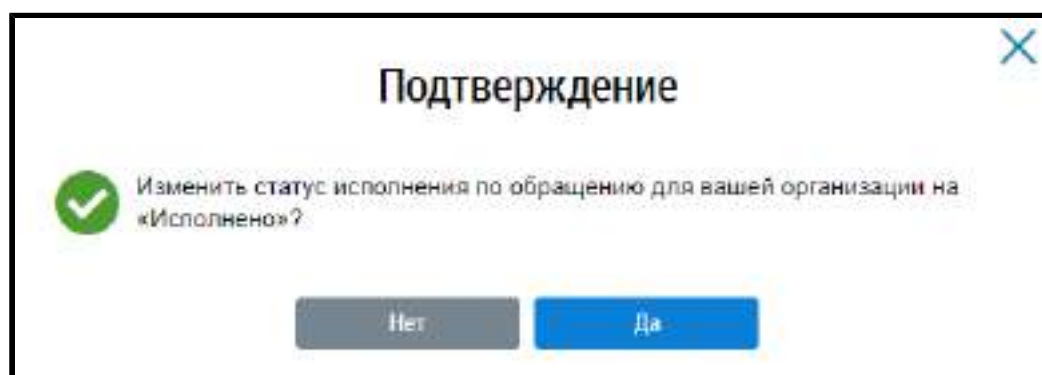 Подтверждение
Изменить статус исполнения по обращению для вашей организации на
«Исполнено»?
Нет
Да